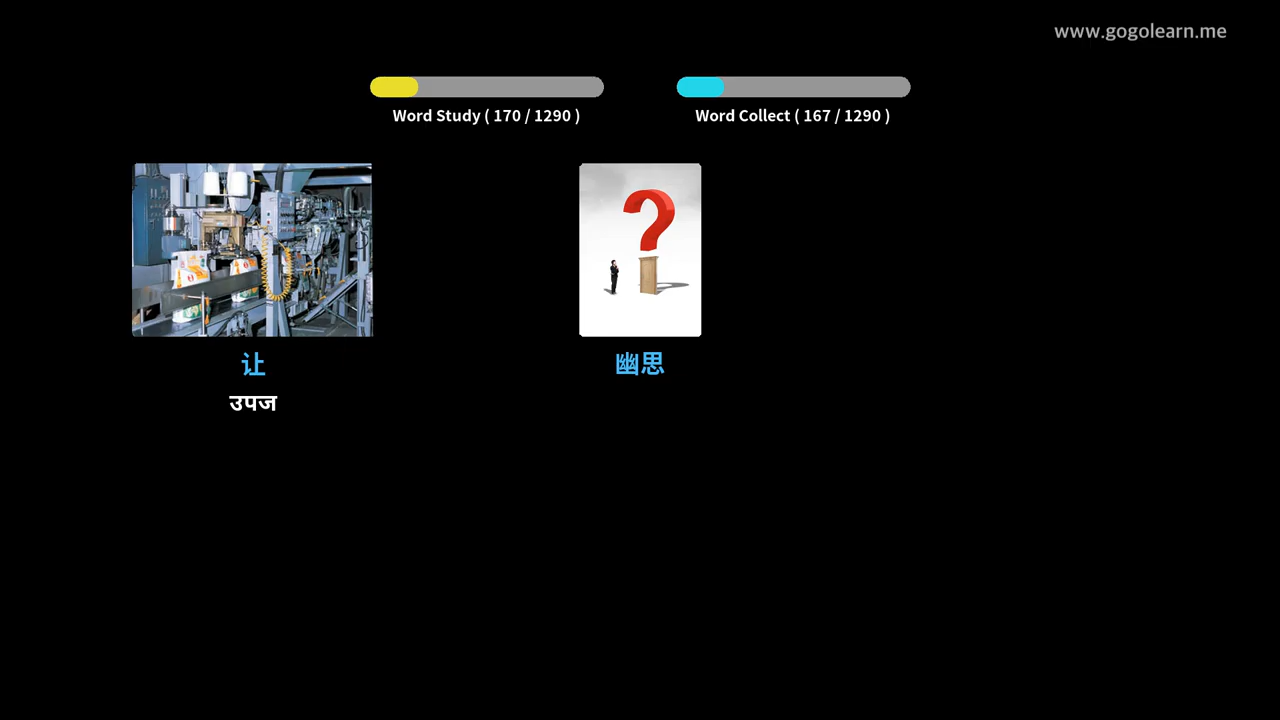 www.gogolearn.me
Word Study ( 170 / 1290 )
Word Collect ( 167 / 1290 )
让
उपज
幽思